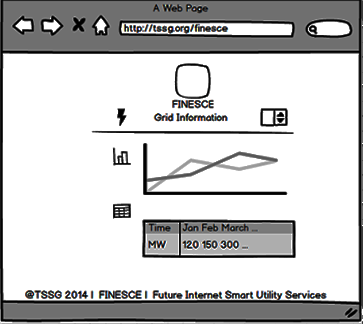 A Web Page
http://tssg.org/finesce
FINESCE
Grid Information
Time Jan Feb March ...
MW 120 150 300 ...
@TSSG 2014 | FINESCE | Future Internet Smart Utility Services